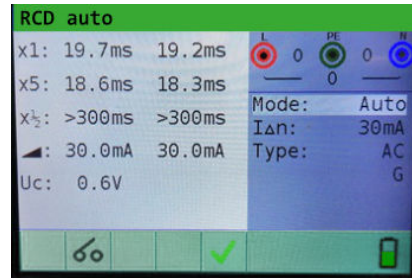 RCD auto
x1: 19.7ms 19.2ms
x5: 18.6ms 18.3ms
x½: >300ms >300ms
◢: 30.0mA 30.0mA
Uc: 0.6V
L PE N
0 0
0
Mode: Auto
IΔn: 30mA
Type: AC
G